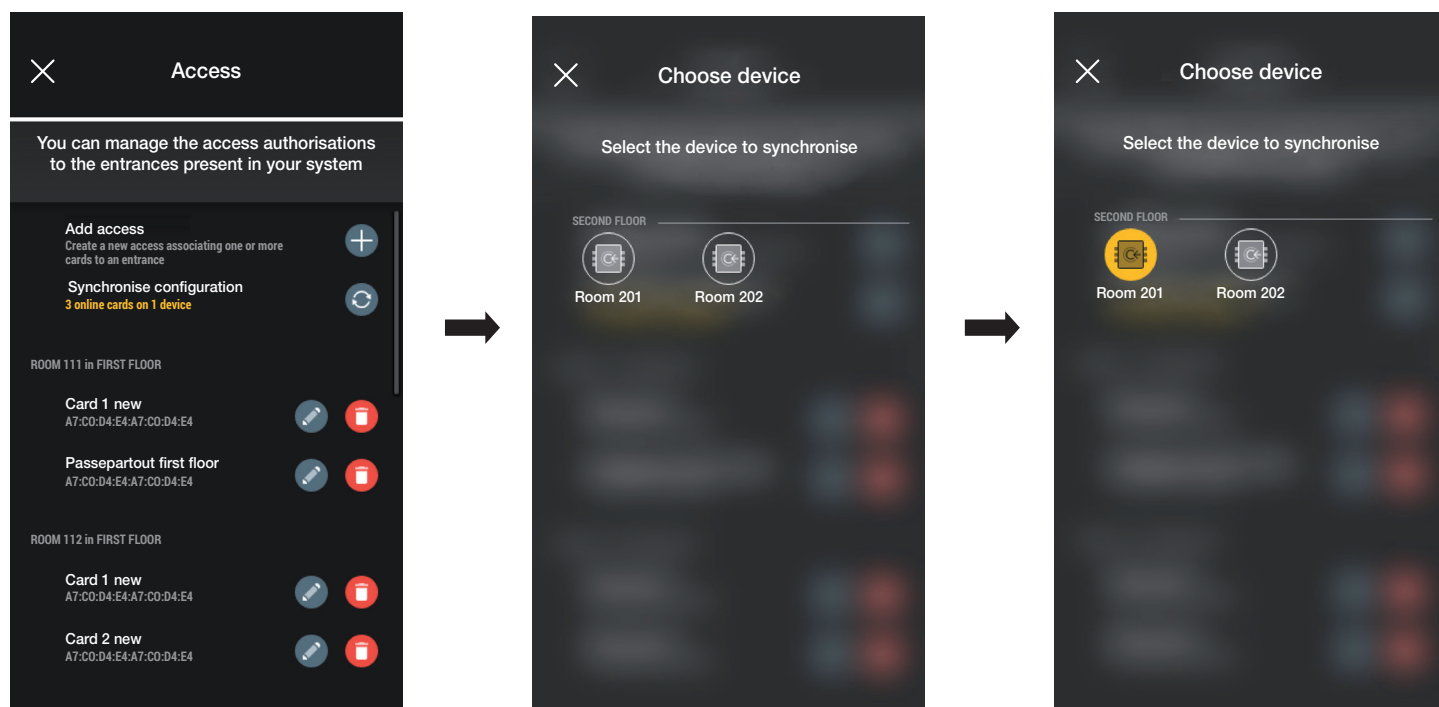 Access
You can manage the access authorisations
to the entrances present in your system
Add access
Create a new access associating one or more
cards to an entrance
Synchronise configuration
3 online cards on 1 device
ROOM 111 in FIRST FLOOR
Card 1 new
A7:C0:D4:E4:A7:C0:D4:E4
Passepartout first floor
A7:C0:D4:E4:A7:C0:D4:E4
ROOM 112 in FIRST FLOOR
Card 1 new
A7:C0:D4:E4:A7:C0:D4:E4
Card 2 new
A7:C0:D4:E4:A7:C0:D4:E4
Choose device
Select the device to synchronise
SECOND FLOOR
Room 201 Room 202
Choose device
Select the device to synchronise
SECOND FLOOR
Room 201 Room 202